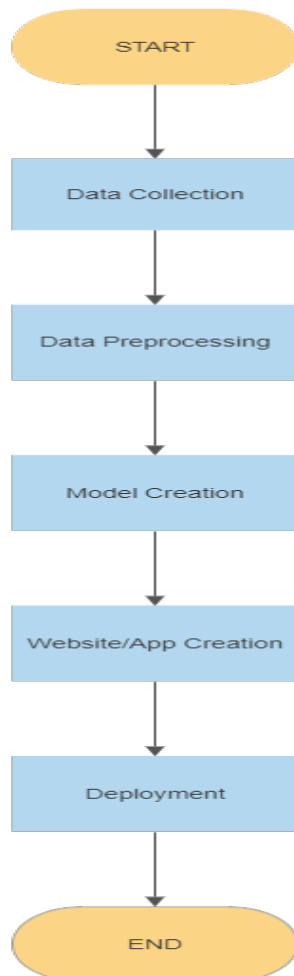 START
Data Collection
Data Preprocessing
Model Creation
Website/App Creation
Deployment
END